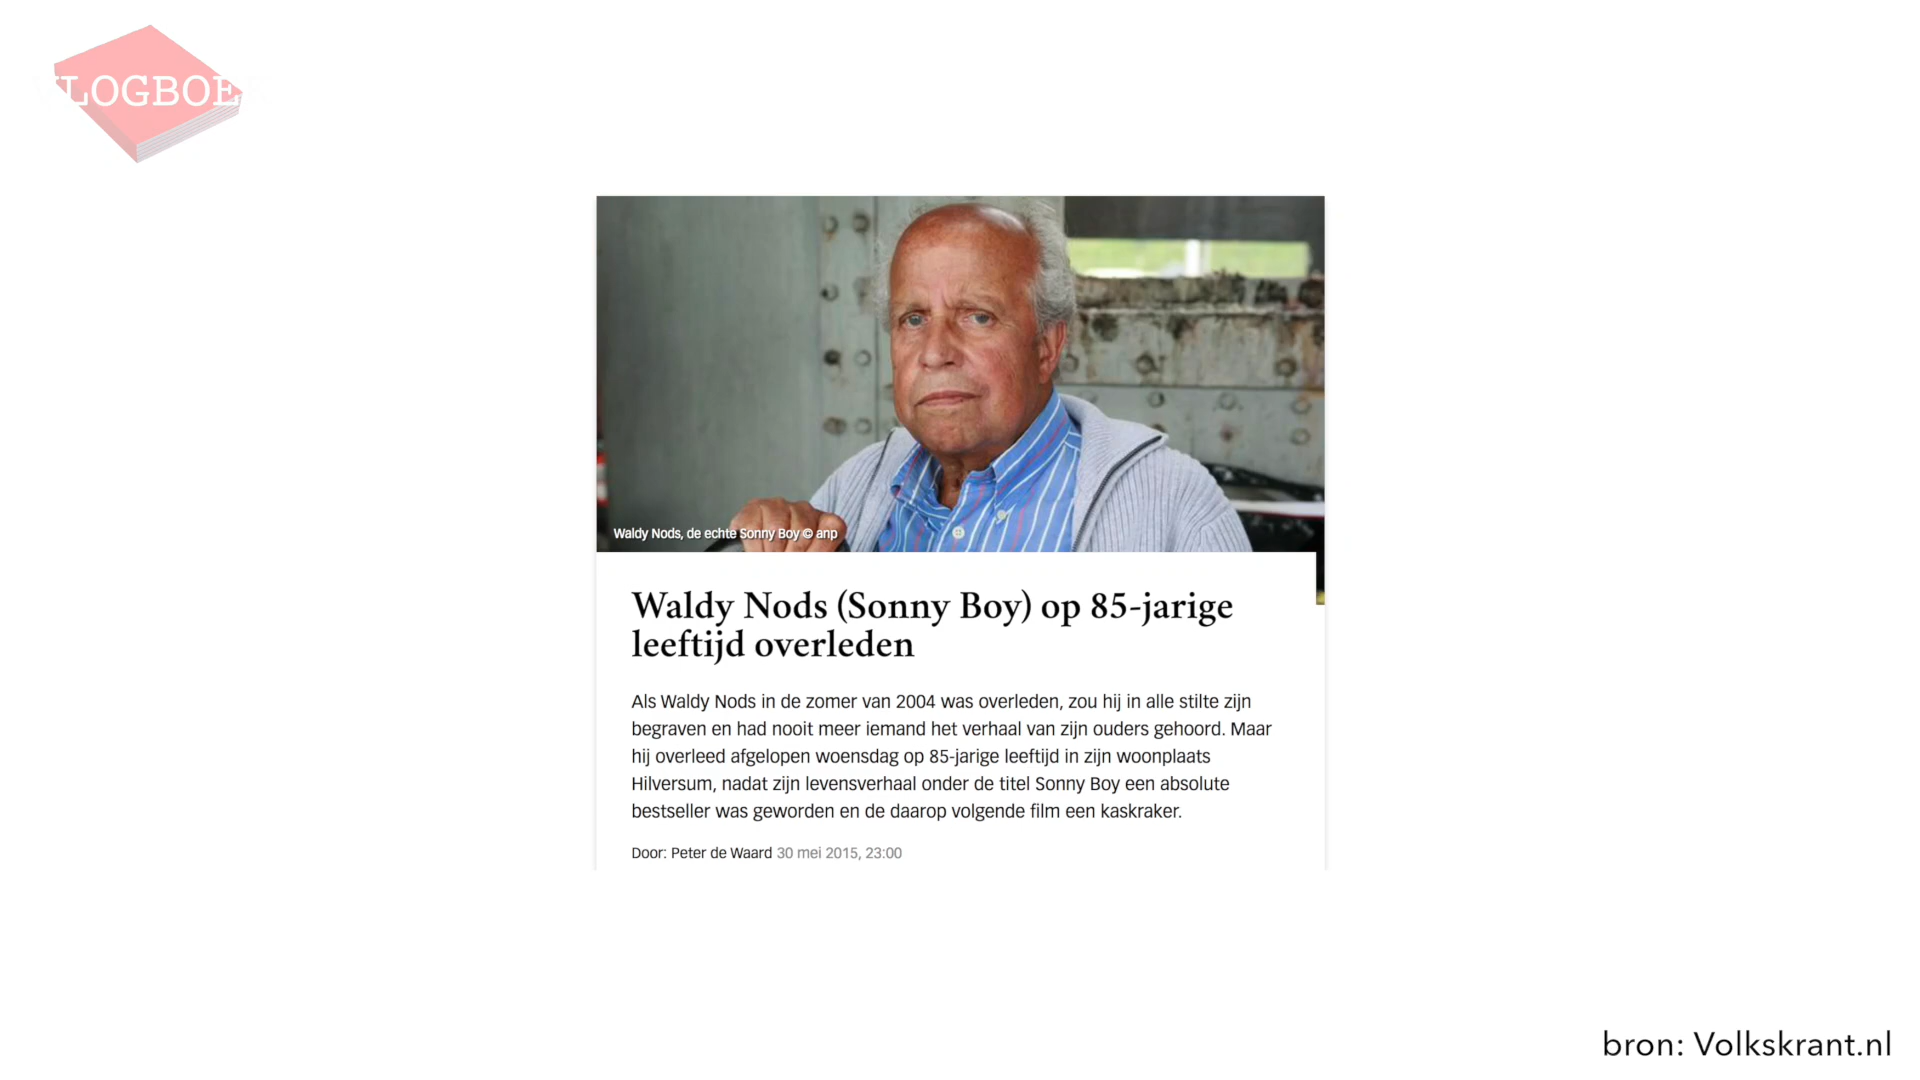 VLOGBOE
Waldy Nods, de echte Sonny Boy © anp
Waldy Nods (Sonny Boy) op 85-jarige
leeftijd overleden
Als Waldy Nods in de zomer van 2004 was overleden, zou hij in alle stilte zijn
begraven en had nooit meer iemand het verhaal van zijn ouders gehoord. Maar
hij overleed afgelopen woensdag op 85-jarige leeftijd in zijn woonplaats
Hilversum, nadat zijn levensverhaal onder de titel Sonny Boy een absolute
bestseller was geworden en de daarop volgende film een kaskraker.
Door: Peter de Waard 30 mei 2015, 23:00
bron: Volkskrant.nl